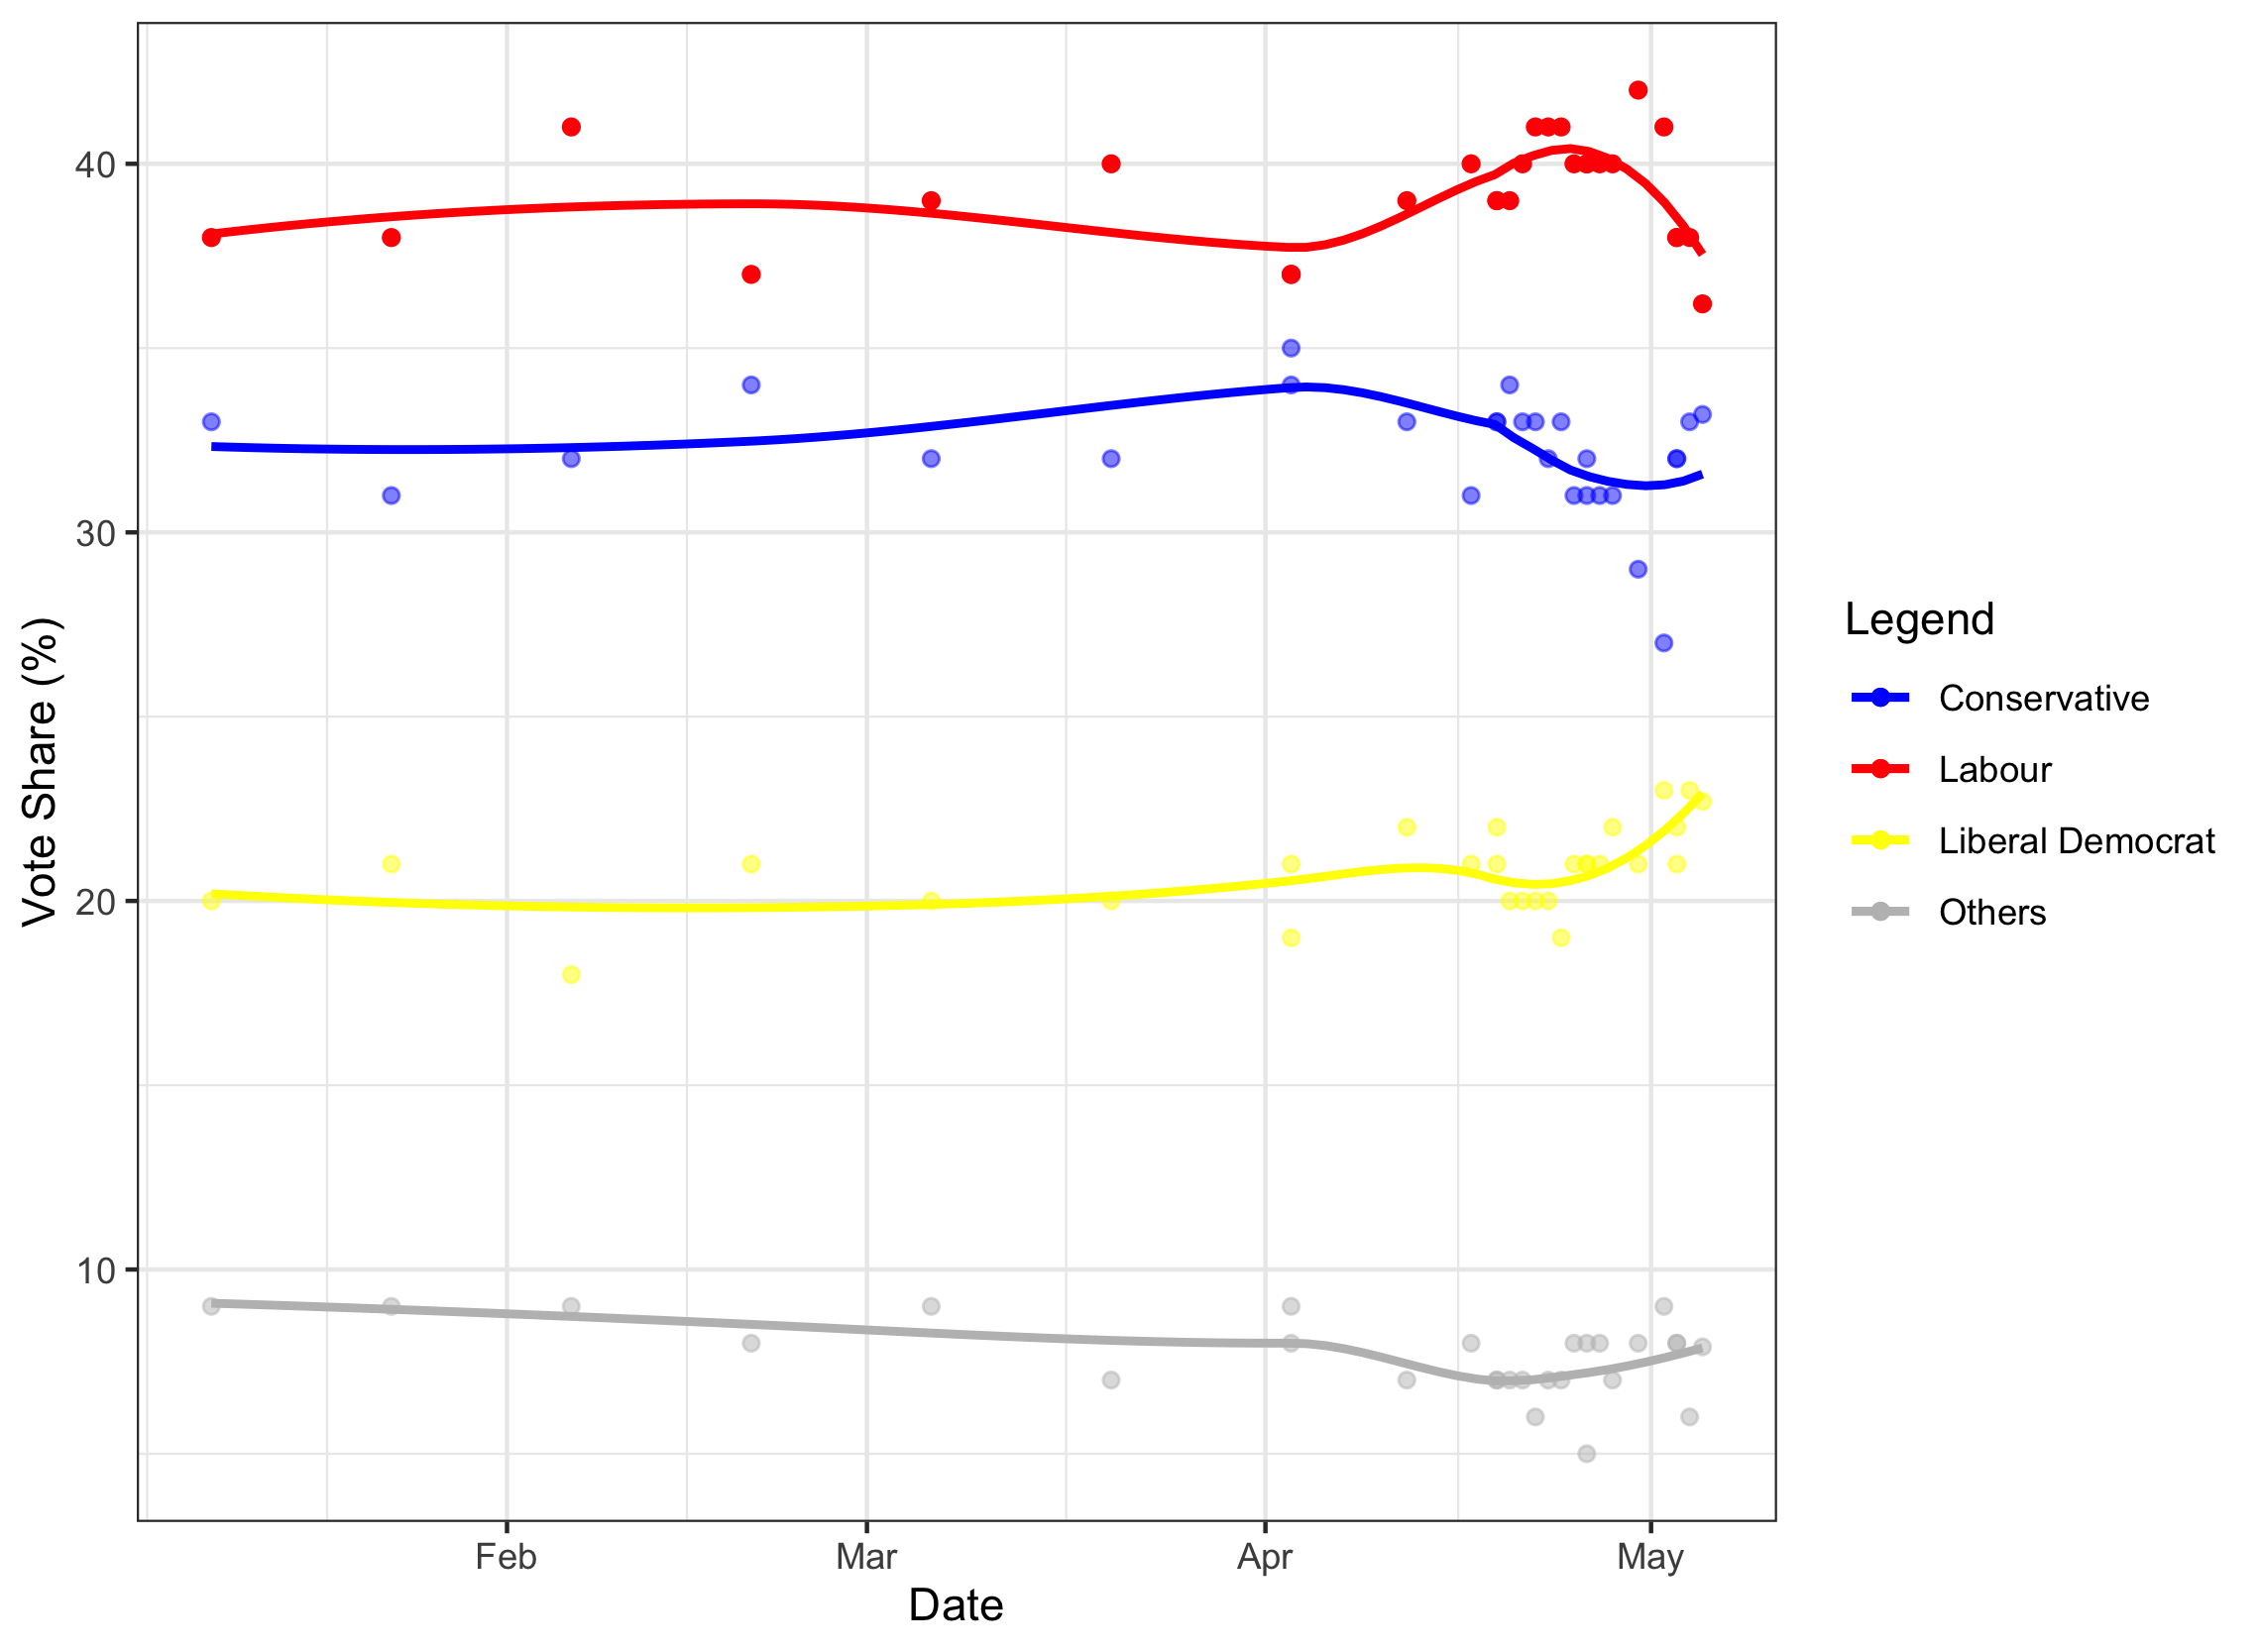 Vote Share (%)
40
30
20
10
Feb Mar Apr May
Date
Legend
Conservative
Labour
Liberal Democrat
Others